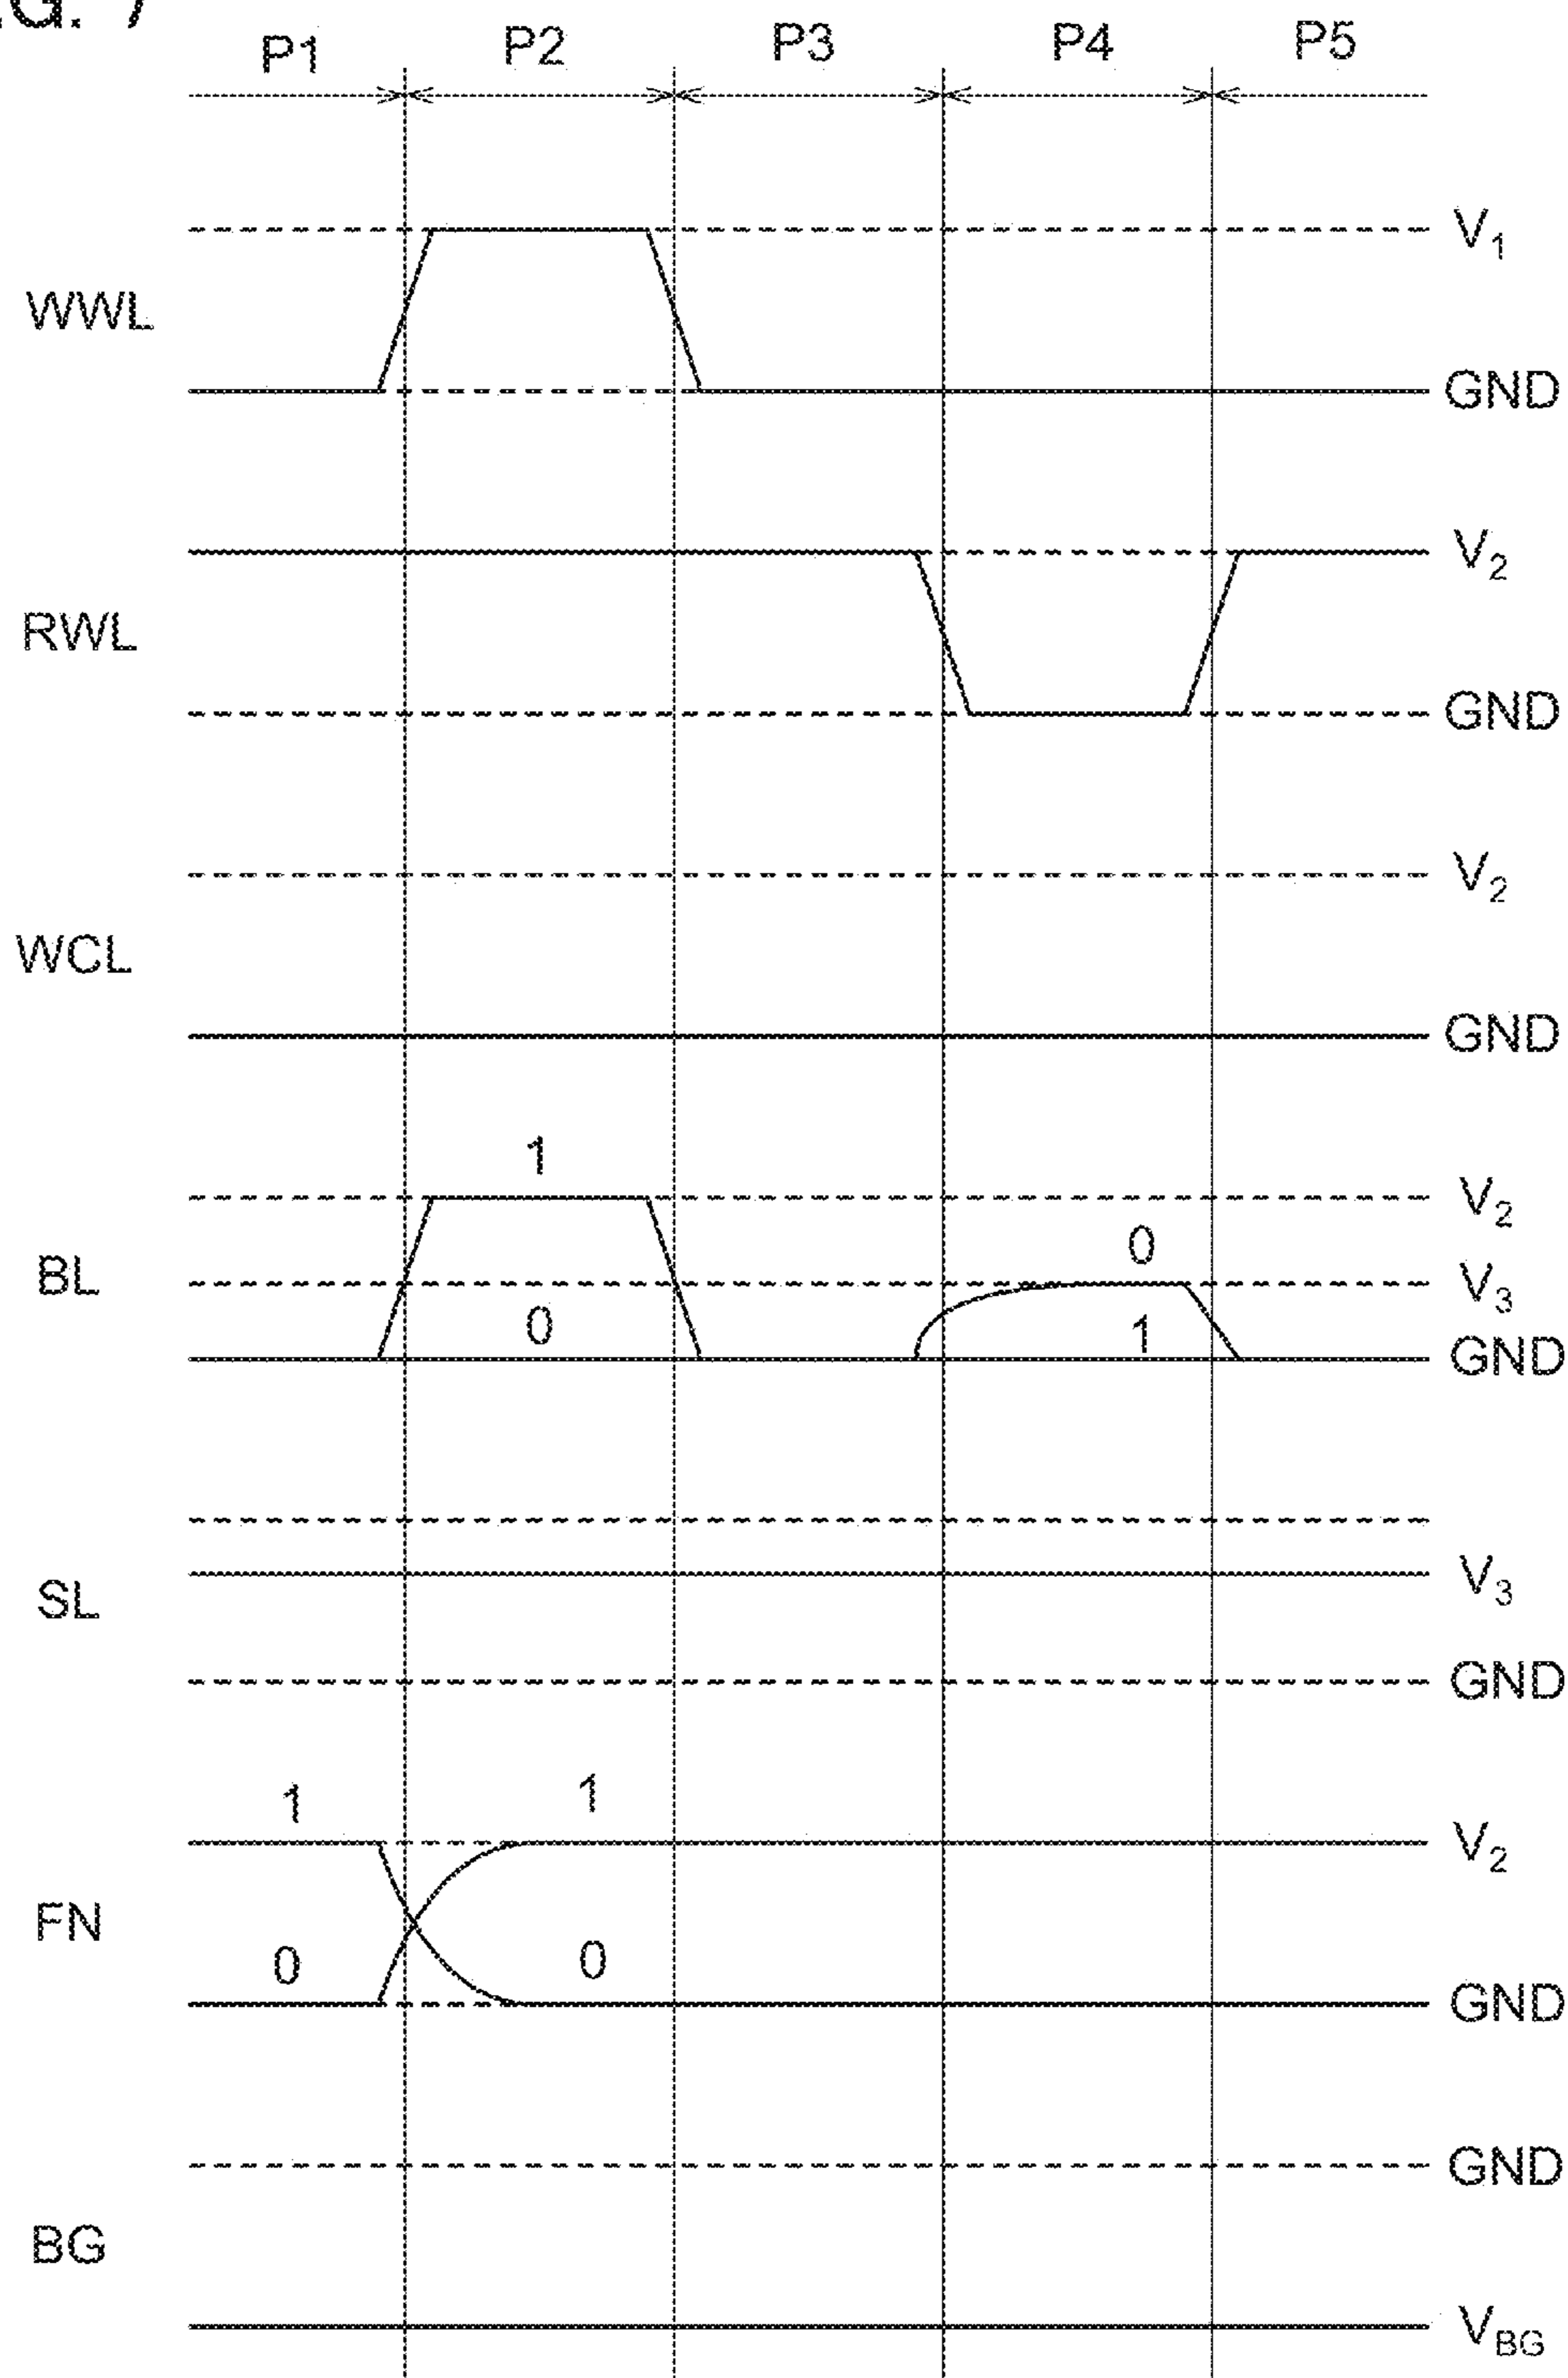 G. 7
P1 P2 P3 P4 P5
V1
WWL
GND
V2
RWL
GND
V2
WCL
GND
1
V2
0
BL
V3
0
1
GND
V3
SL
GND
1 1
V2
FN
0 0
GND
GND
BG
VBG